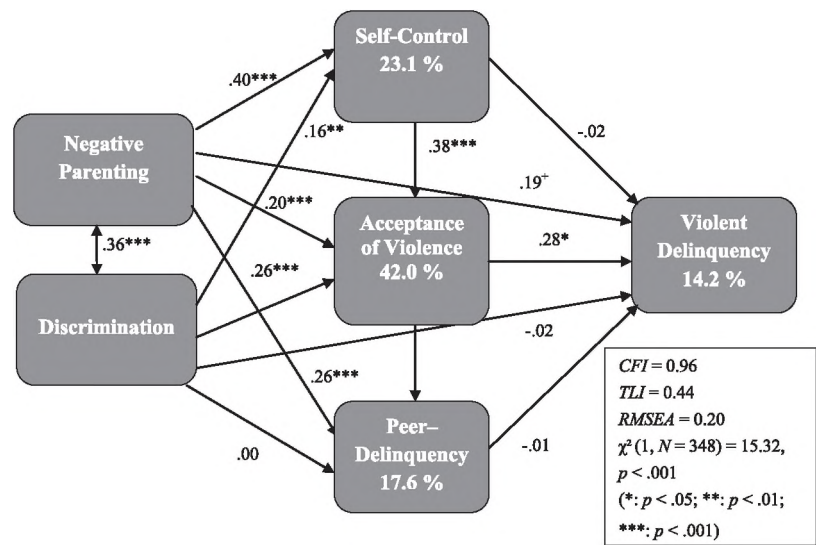 Self-Control
23.1 %
.40***
.16**
-.02
Negative
Parenting
.38***
.19⁺
.20***
Acceptance
of Violence
42.0 %
Violent
Delinquency
14.2 %
.28*
.36***
.26***
Discrimination
-.02
.26***
.00
Peer–
Delinquency
17.6 %
-.01
CFI = 0.96
TLI = 0.44
RMSEA = 0.20
χ² (1, N = 348) = 15.32,
p < .001
(*: p < .05; **: p < .01;
***: p < .001)